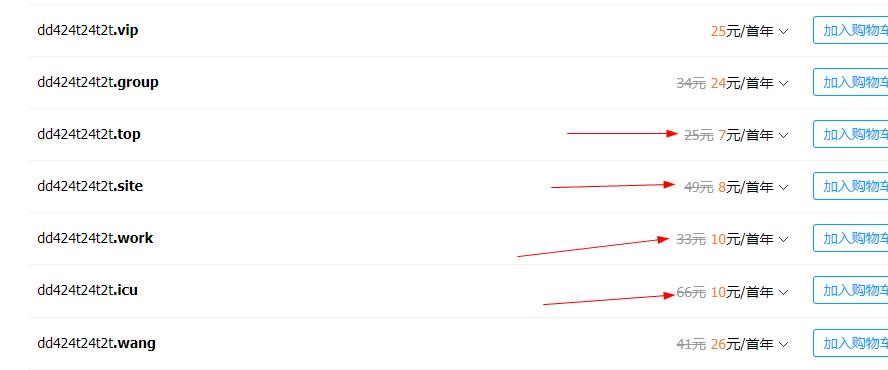 dd424t24t2t.vip 25元/首年 加入购物车
dd424t24t2t.group 34元 24元/首年 加入购物车
dd424t24t2t.top 25元 7元/首年 加入购物车
dd424t24t2t.site 49元 8元/首年 加入购物车
dd424t24t2t.work 33元 10元/首年 加入购物车
dd424t24t2t.icu 66元 10元/首年 加入购物车
dd424t24t2t.wang 41元 26元/首年 加入购物车